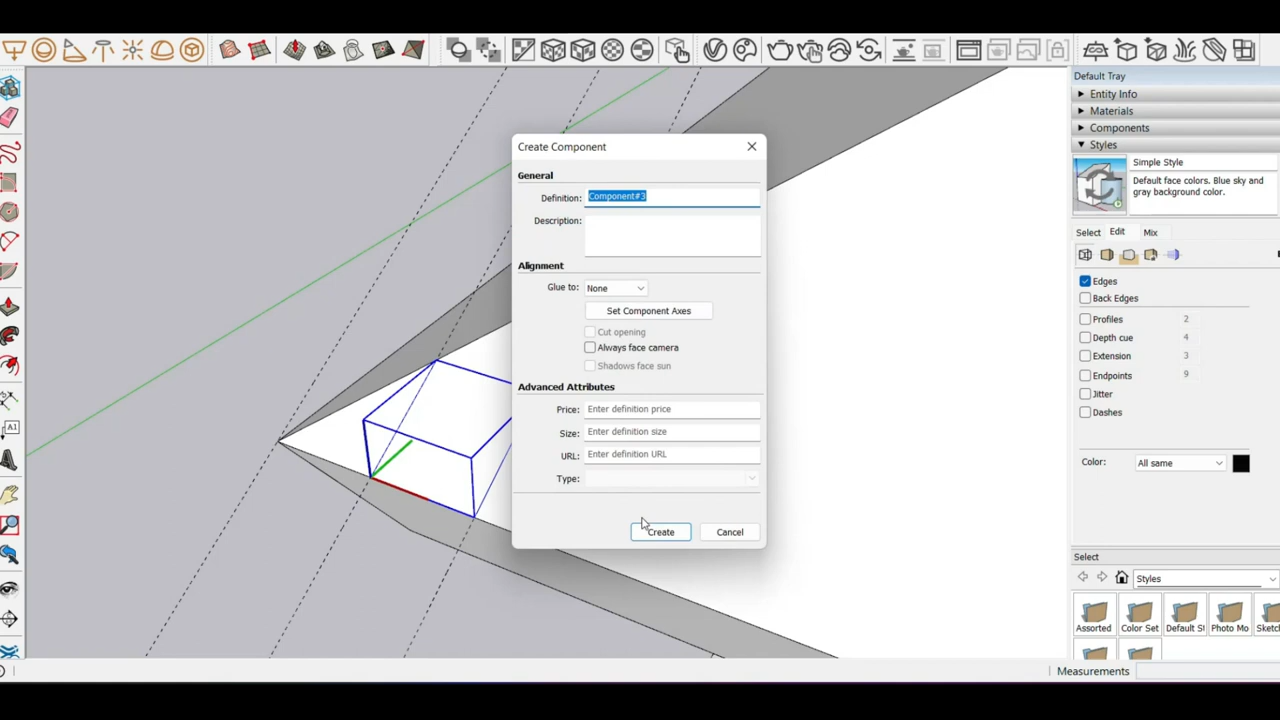 Create Component
General
Definition: Component#3
Description:
Alignment
Glue to: None
Set Component Axes
Cut opening
Always face camera
Shadows face sun
Advanced Attributes
Price: Enter definition price
Size: Enter definition size
URL: Enter definition URL
Type:
Create Cancel
AI
Default Tray
Entity Info
Materials
Components
Styles
Simple Style
Default face colors. Blue sky and
gray background color.
Select Edit Mix
Edges
Back Edges
Profiles 2
Depth cue 4
Extension 3
Endpoints 9
Jitter
Dashes
Color: All same
Select
Styles
Assorted Color Set Default St Photo Mo Sketch
Measurements